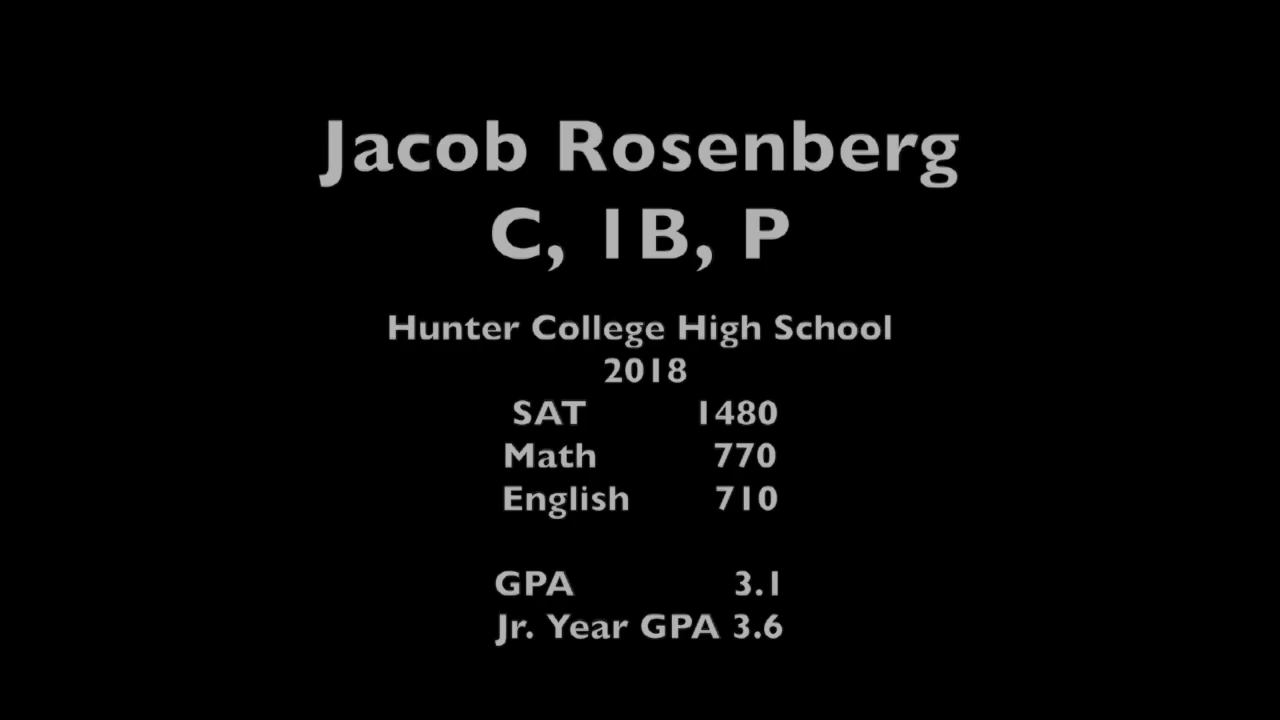 Jacob Rosenberg
C, 1B, P
Hunter College High School
2018
SAT 1480
Math 770
English 710
GPA 3.1
Jr. Year GPA 3.6